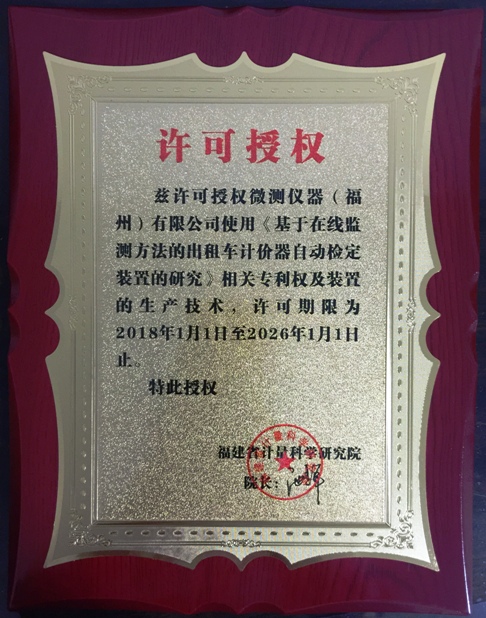 许可授权
兹许可授权微测仪器（福
州）有限公司使用《基于在线监
测方法的出租车计价器自动检定
装置的研究》相关专利权及装置
的生产技术，许可期限为
2018年1月1日至2026年1月1日
止。
特此授权
福建省计量科学研究院
院长：